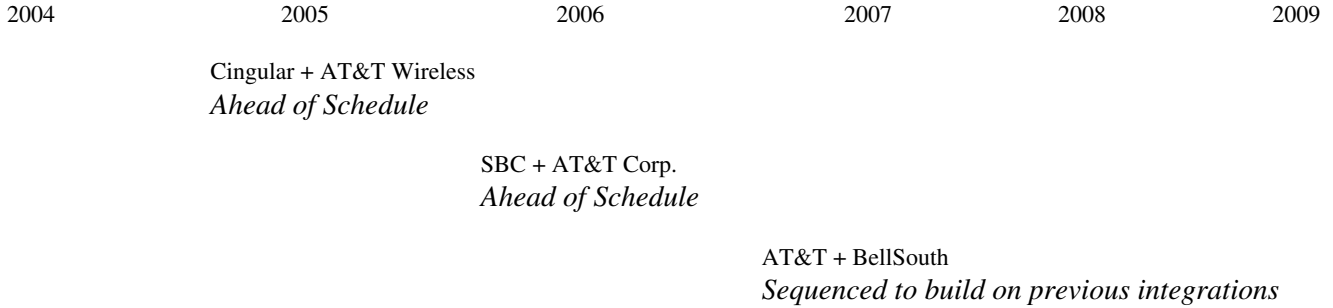 2004 2005 2006 2007 2008 2009
Cingular + AT&T Wireless
Ahead of Schedule
SBC + AT&T Corp.
Ahead of Schedule
AT&T + BellSouth
Sequenced to build on previous integrations